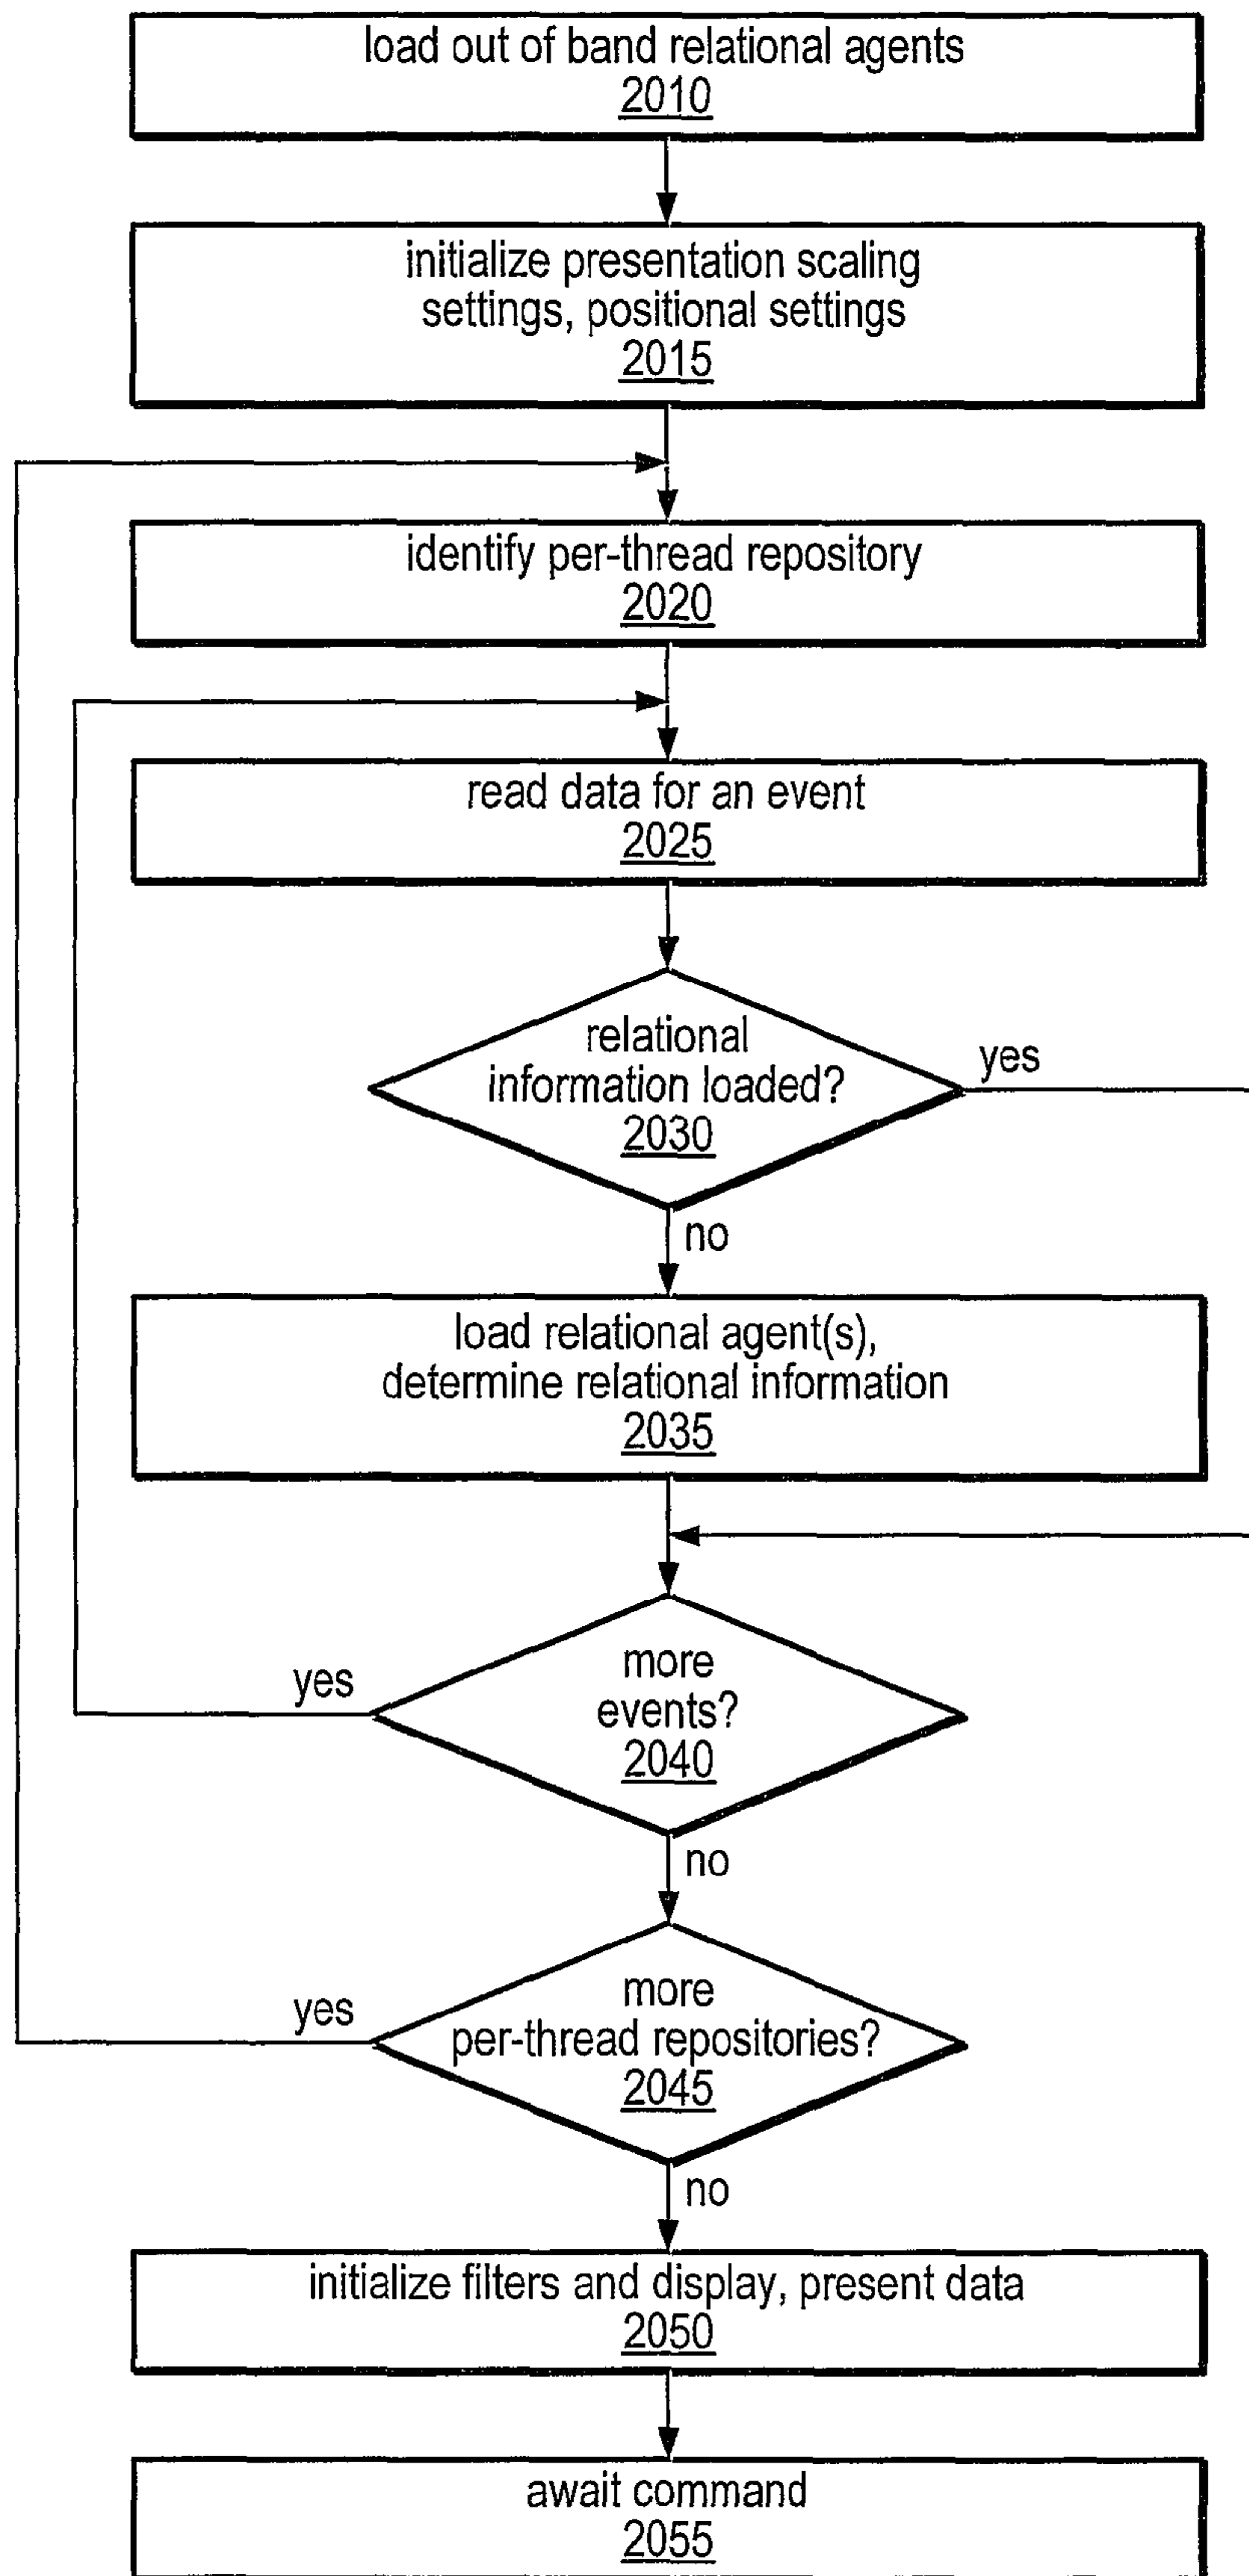 load out of band relational agents
2010
initialize presentation scaling
settings, positional settings
2015
identify per-thread repository
2020
read data for an event
2025
relational
information loaded?
2030
yes
no
load relational agent(s),
determine relational information
2035
more
events?
2040
yes
no
more
per-thread repositories?
2045
yes
no
initialize filters and display, present data
2050
await command
2055